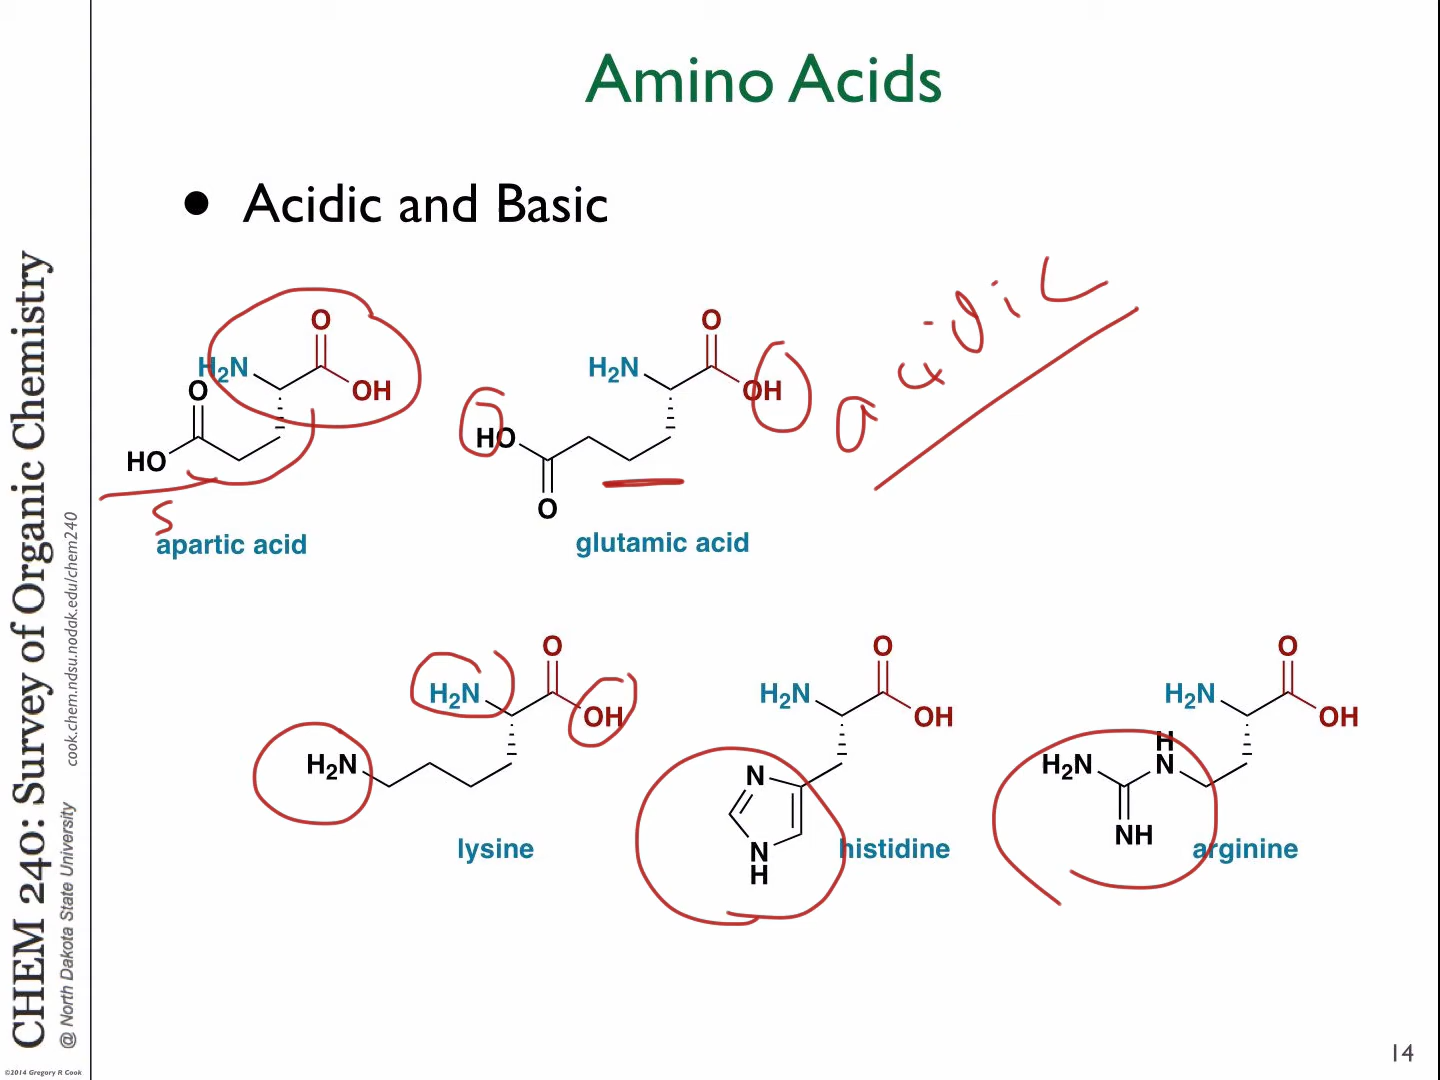 Amino Acids
• Acidic and Basic
acidic
O
H₂N
OH
O
HO
s
apartic acid
O
H₂N
OH
HO
O
glutamic acid
O
H₂N
OH
H₂N
lysine
O
H₂N
OH
N
N
H
histidine
O
H₂N
OH
H
H₂N
N
NH
arginine
CHEM 240: Survey of Organic Chemistry
@ North Dakota State University
cook.chem.ndsu.nodak.edu/chem240
©2014 Gregory R Cook
14